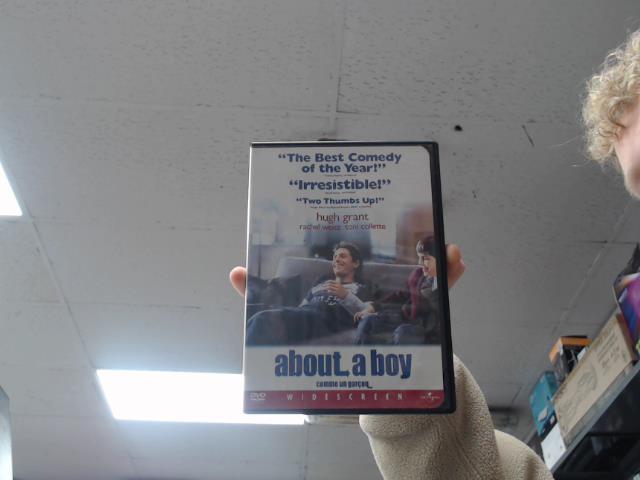 “The Best Comedy
of the Year!”
“Irresistible!”
“Two Thumbs Up!”
hugh grant
rachel weisz toni collette
about a boy
comme un garçon
DVD WIDESCREEN